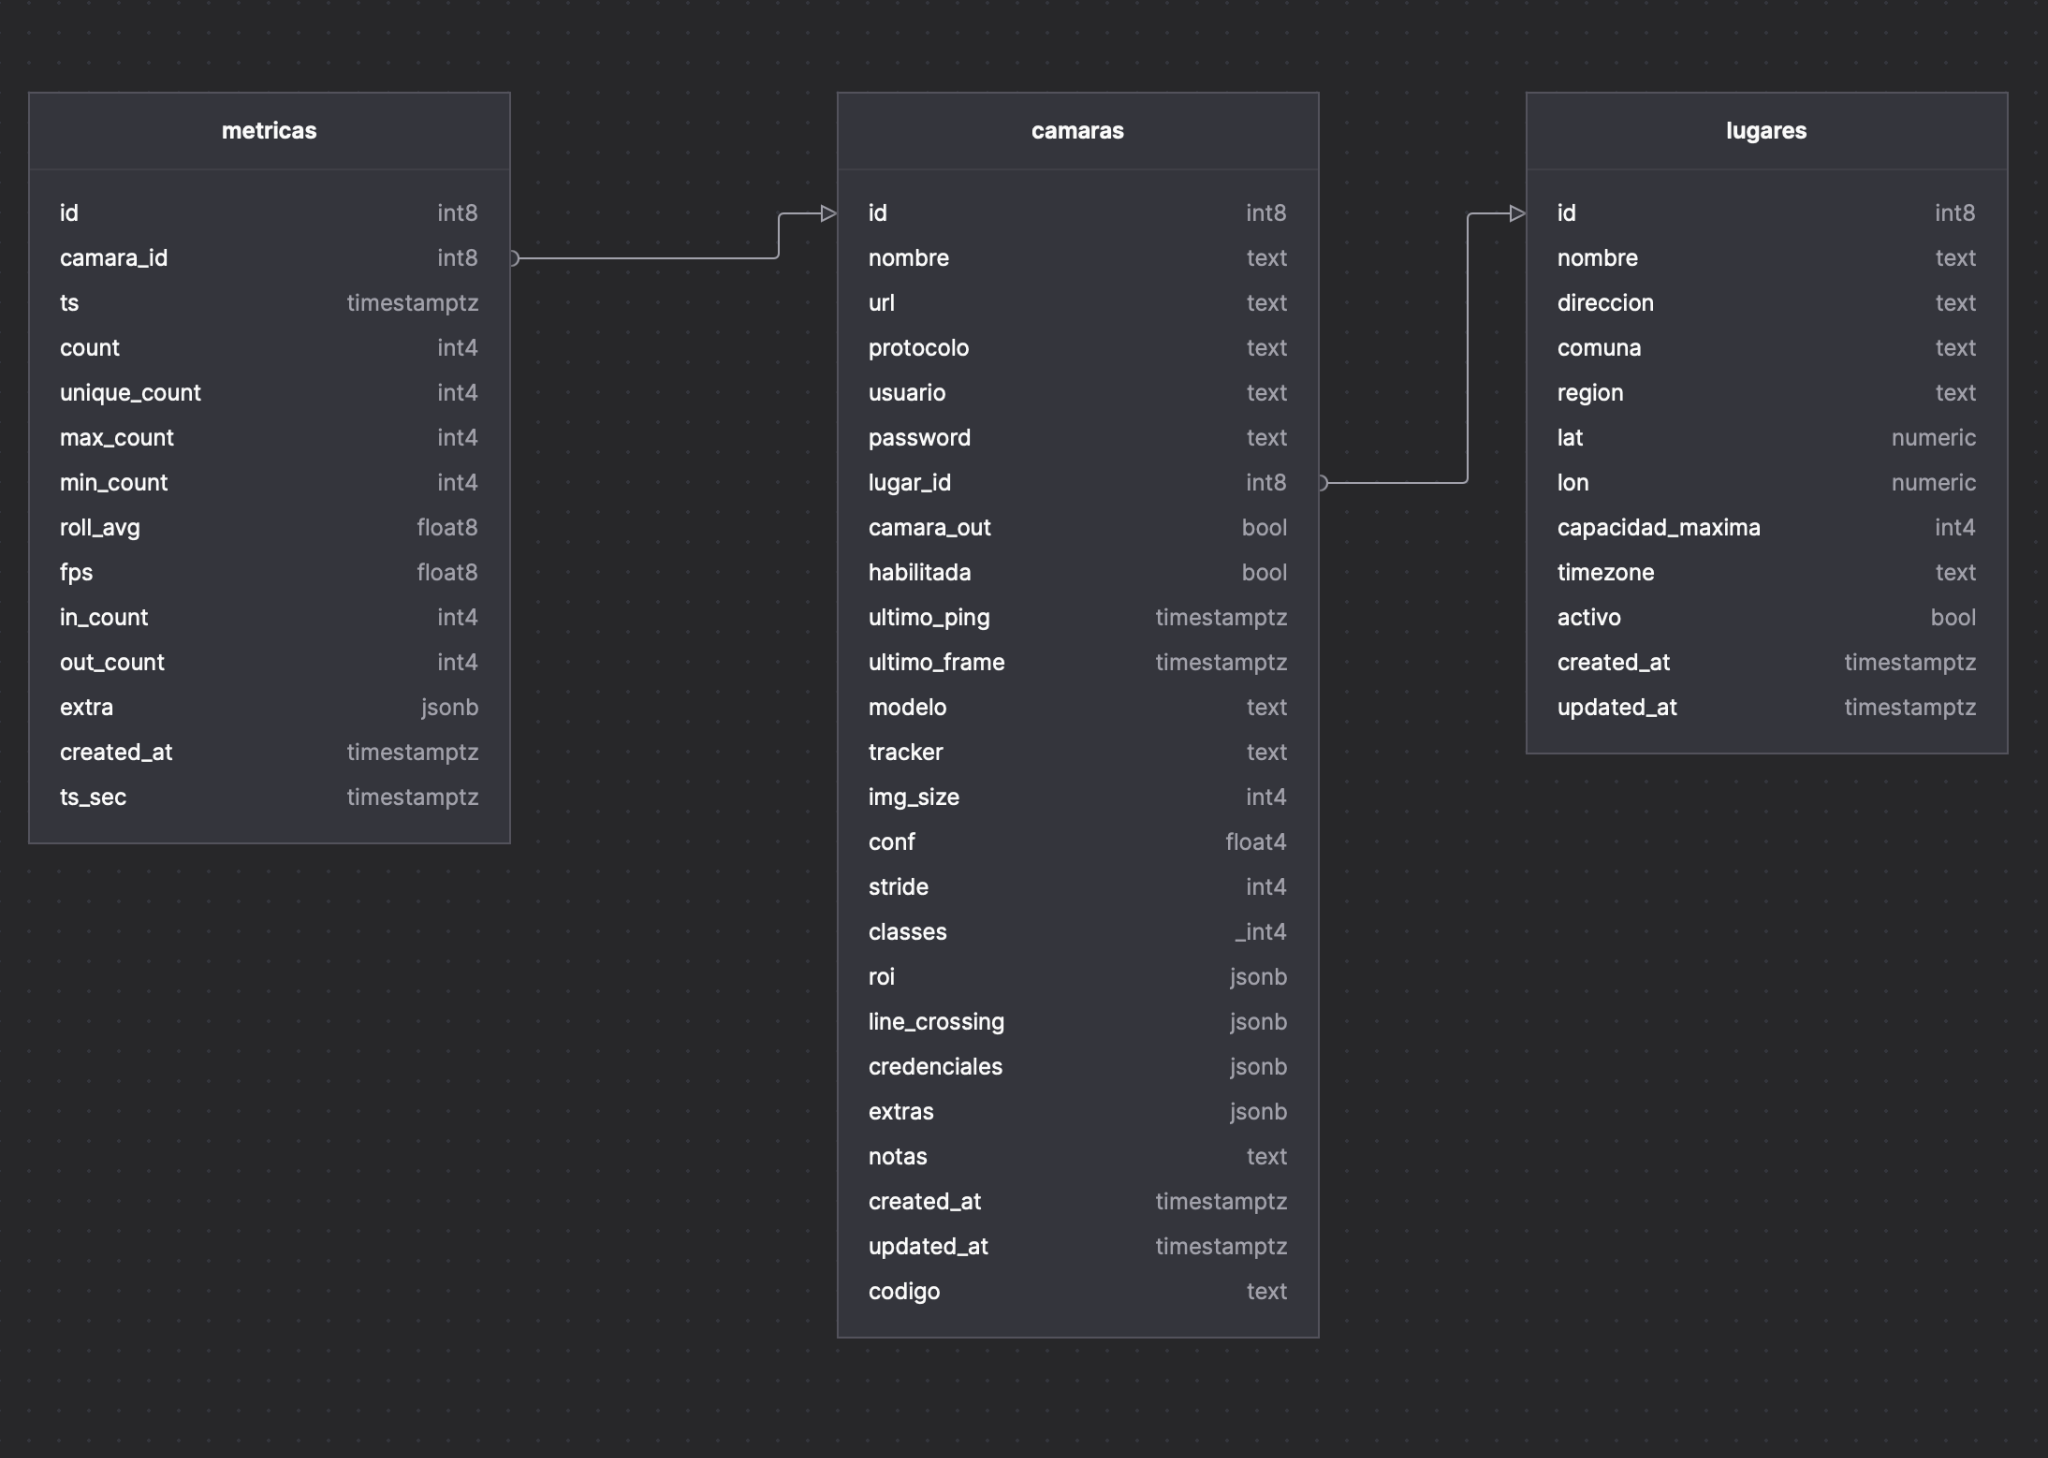 metricas
id int8
camara_id int8
ts timestamptz
count int4
unique_count int4
max_count int4
min_count int4
roll_avg float8
fps float8
in_count int4
out_count int4
extra jsonb
created_at timestamptz
ts_sec timestamptz
camaras
id int8
nombre text
url text
protocolo text
usuario text
password text
lugar_id int8
camara_out bool
habilitada bool
ultimo_ping timestamptz
ultimo_frame timestamptz
modelo text
tracker text
img_size int4
conf float4
stride int4
classes _int4
roi jsonb
line_crossing jsonb
credenciales jsonb
extras jsonb
notas text
created_at timestamptz
updated_at timestamptz
codigo text
lugares
id int8
nombre text
direccion text
comuna text
region text
lat numeric
lon numeric
capacidad_maxima int4
timezone text
activo bool
created_at timestamptz
updated_at timestamptz